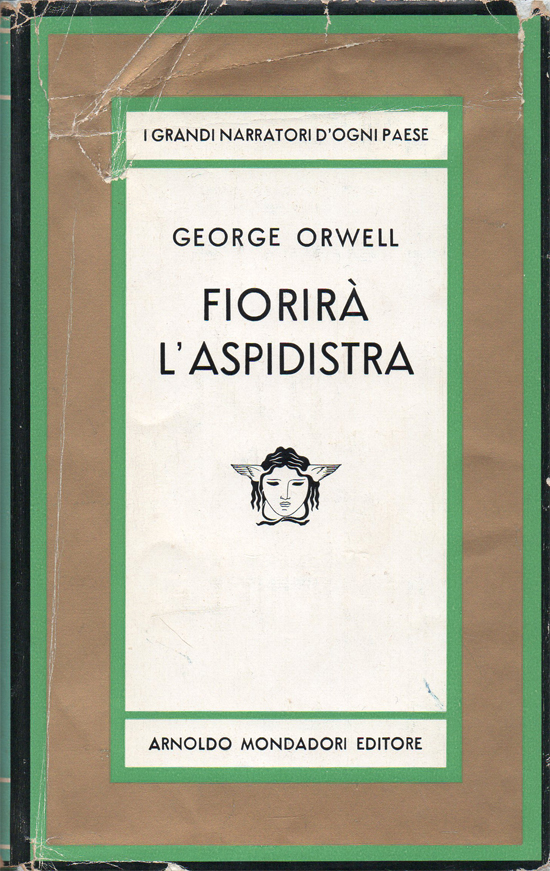 I GRANDI NARRATORI D'OGNI PAESE
GEORGE ORWELL
FIORIRÀ
L'ASPIDISTRA
ARNOLDO MONDADORI EDITORE